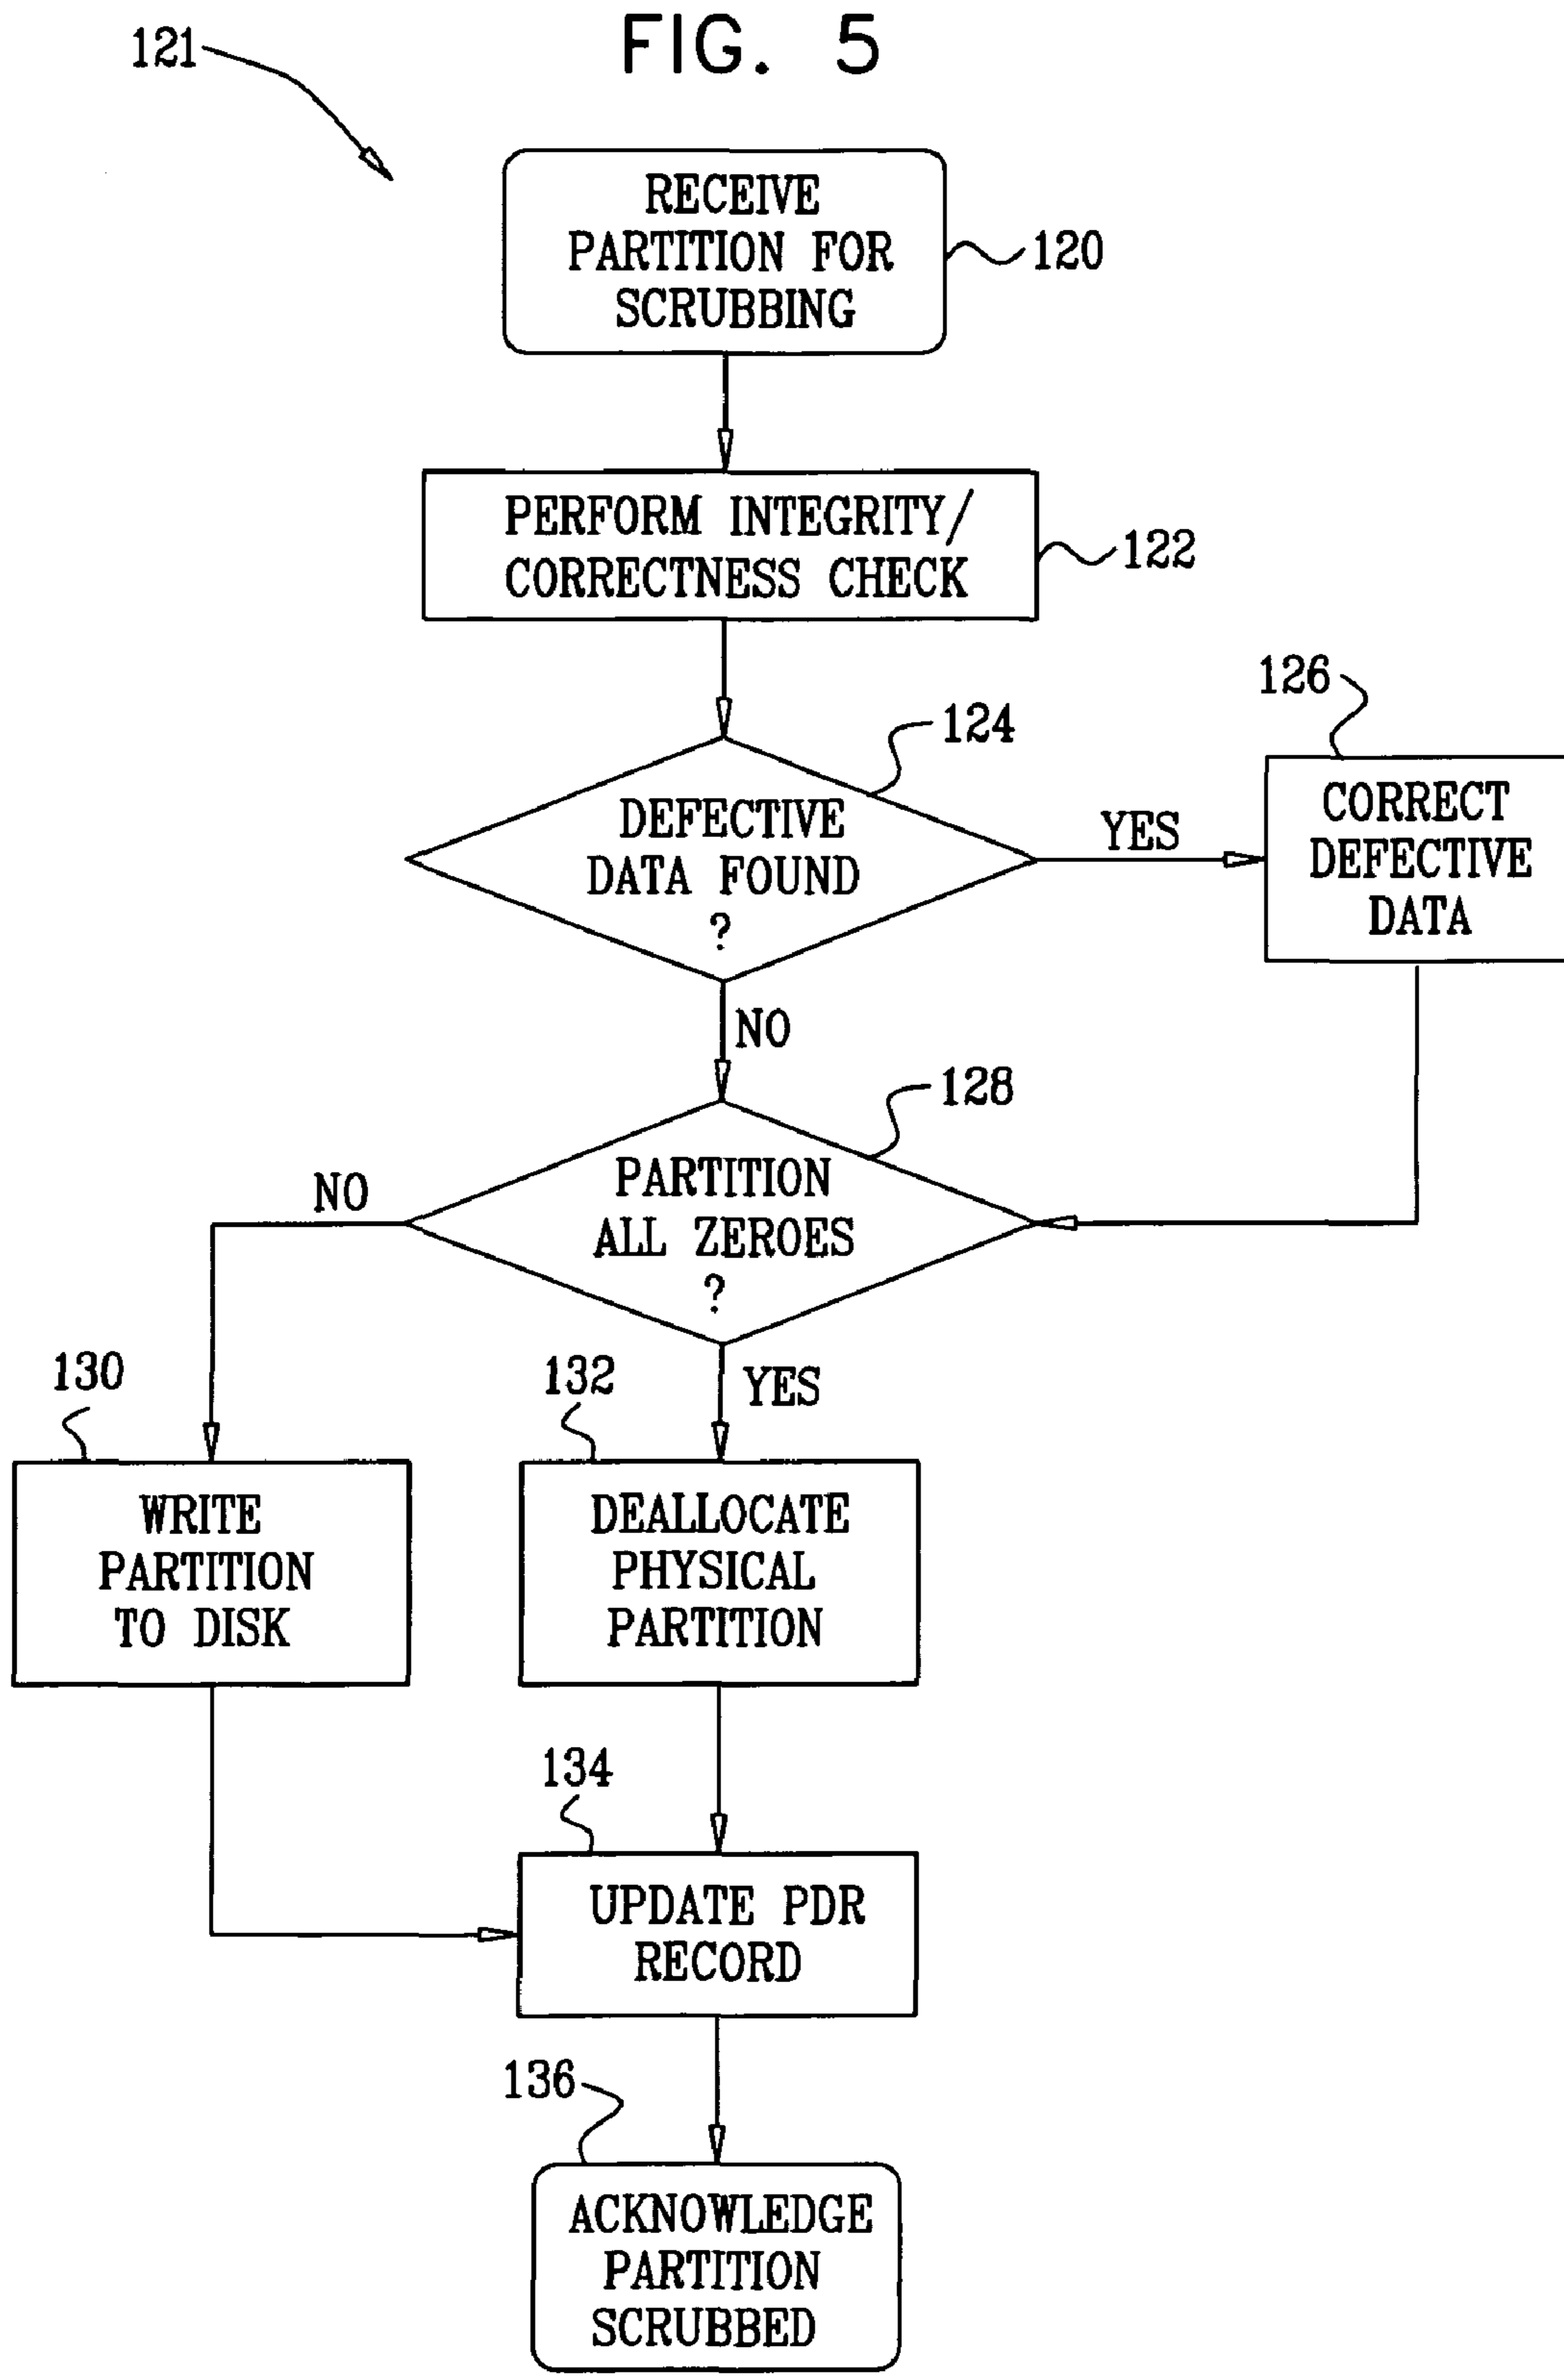 FIG. 5
121
RECEIVE
PARTITION FOR
SCRUBBING
120
PERFORM INTEGRITY/
CORRECTNESS CHECK
122
124
DEFECTIVE
DATA FOUND
?
YES
126
CORRECT
DEFECTIVE
DATA
NO
128
PARTITION
ALL ZEROES
?
NO
YES
130
WRITE
PARTITION
TO DISK
132
DEALLOCATE
PHYSICAL
PARTITION
134
UPDATE PDR
RECORD
136
ACKNOWLEDGE
PARTITION
SCRUBBED